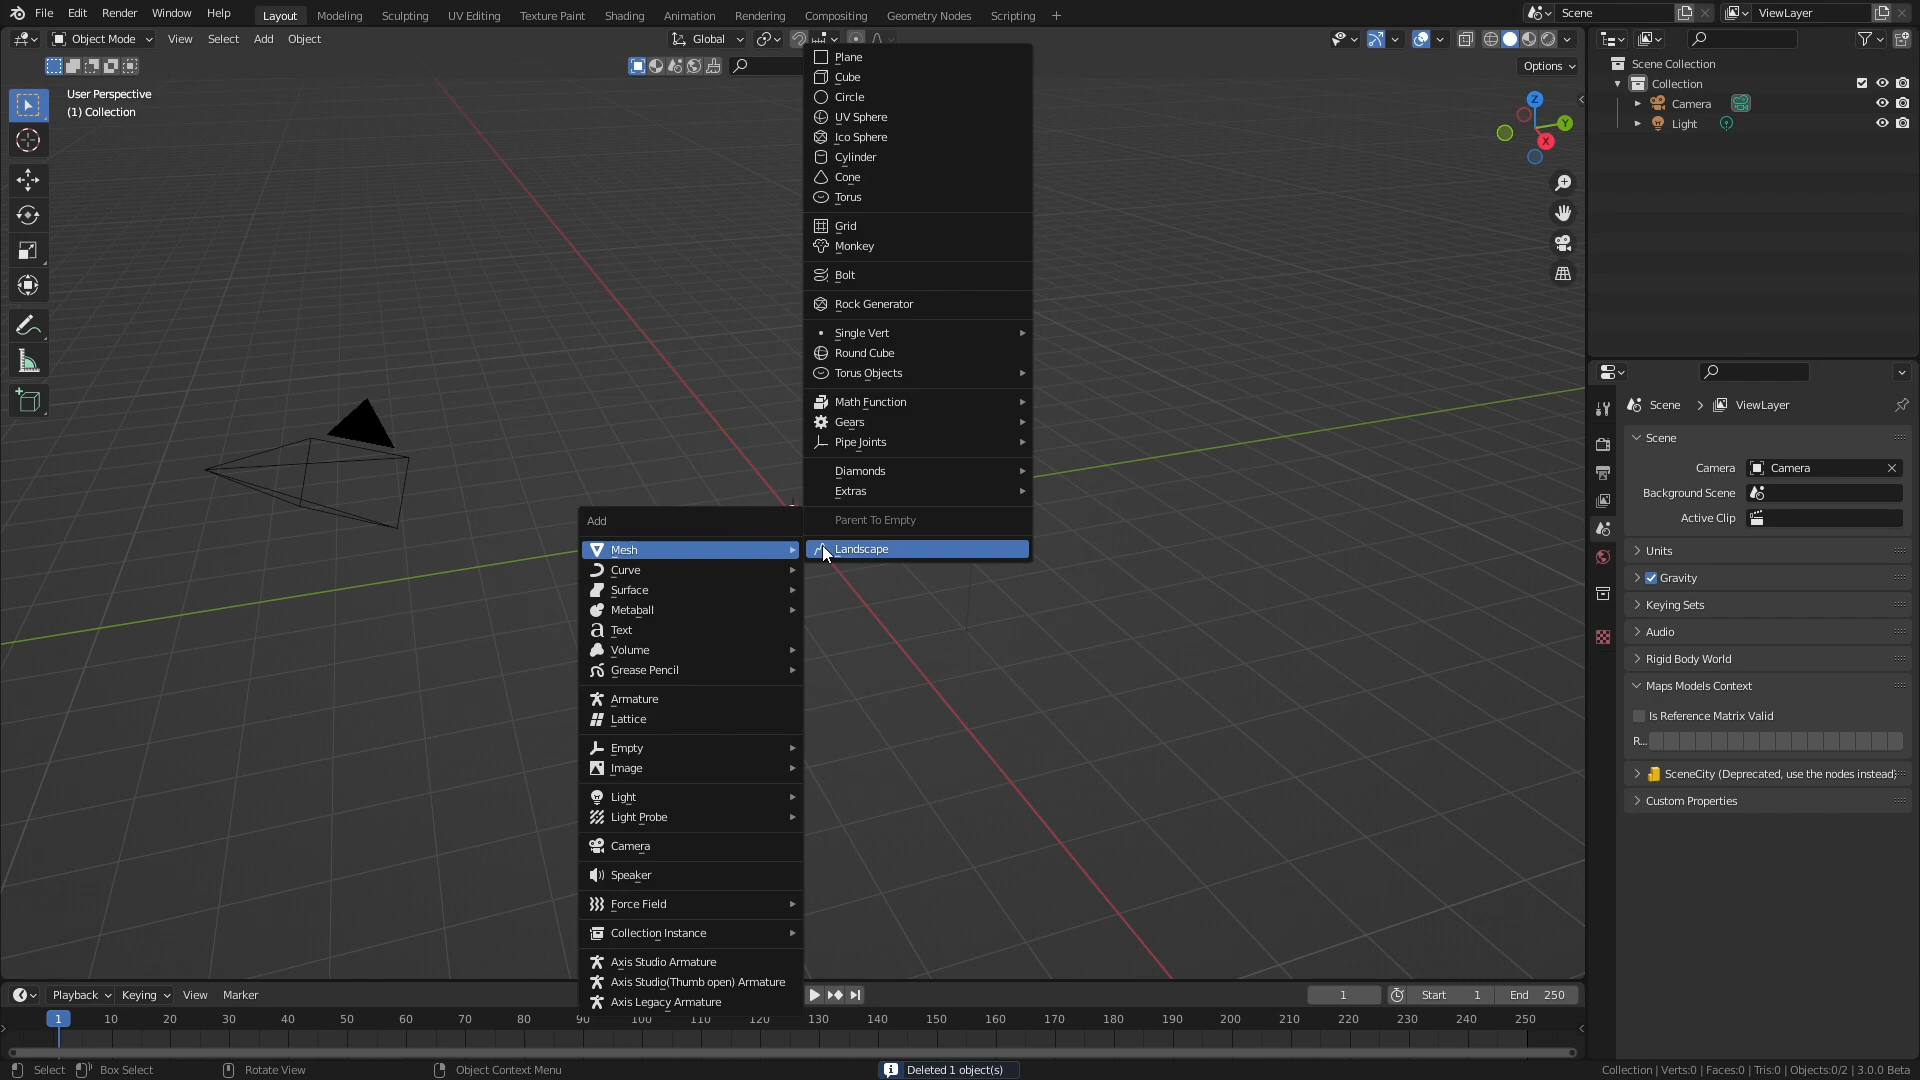 File Edit Render Window Help Layout Modeling Sculpting UV Editing Texture Paint Shading Animation Rendering Compositing Geometry Nodes Scripting + Scene ViewLayer
Object Mode View Select Add Object Global
Options
User Perspective
(1) Collection
Z
Y
X
Plane
Cube
Circle
UV Sphere
Ico Sphere
Cylinder
Cone
Torus
Grid
Monkey
Bolt
Rock Generator
Single Vert
Round Cube
Torus Objects
Math Function
Gears
Pipe Joints
Diamonds
Extras
Parent To Empty
Landscape
Add
Mesh
Curve
Surface
Metaball
Text
Volume
Grease Pencil
Armature
Lattice
Empty
Image
Light
Light Probe
Camera
Speaker
Force Field
Collection Instance
Axis Studio Armature
Axis Studio(Thumb open) Armature
Axis Legacy Armature
Scene Collection
Collection
Camera
Light
Scene > ViewLayer
Scene
Camera Camera
Background Scene
Active Clip
Units
Gravity
Keying Sets
Audio
Rigid Body World
Maps Models Context
Is Reference Matrix Valid
R...
SceneCity (Deprecated, use the nodes instead)
Custom Properties
Playback Keying View Marker 1 Start 1 End 250
1 10 20 30 40 50 60 70 80 90 100 110 120 130 140 150 160 170 180 190 200 210 220 230 240 250
Select Box Select Rotate View Object Context Menu Deleted 1 object(s) Collection | Verts:0 | Faces:0 | Tris:0 | Objects:0/2 | 3.0.0 Beta